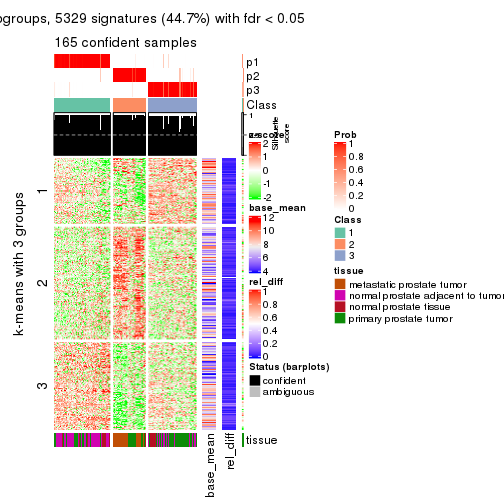 ogroups, 5329 signatures (44.7%) with fdr < 0.05
165 confident samples
p1
p2
p3
Class
1
Silhouette
score
z-score
2
1
0
-1
-2
base_mean
12
10
8
6
4
rel_diff
1
0.8
0.6
0.4
0.2
0
Status (barplots)
confident
ambiguous
Prob
1
0.8
0.6
0.4
0.2
0
Class
1
2
3
tissue
metastatic prostate tumor
normal prostate adjacent to tumor
normal prostate tissue
primary prostate tumor
k-means with 3 groups
1
2
3
tissue
base_mean
rel_diff